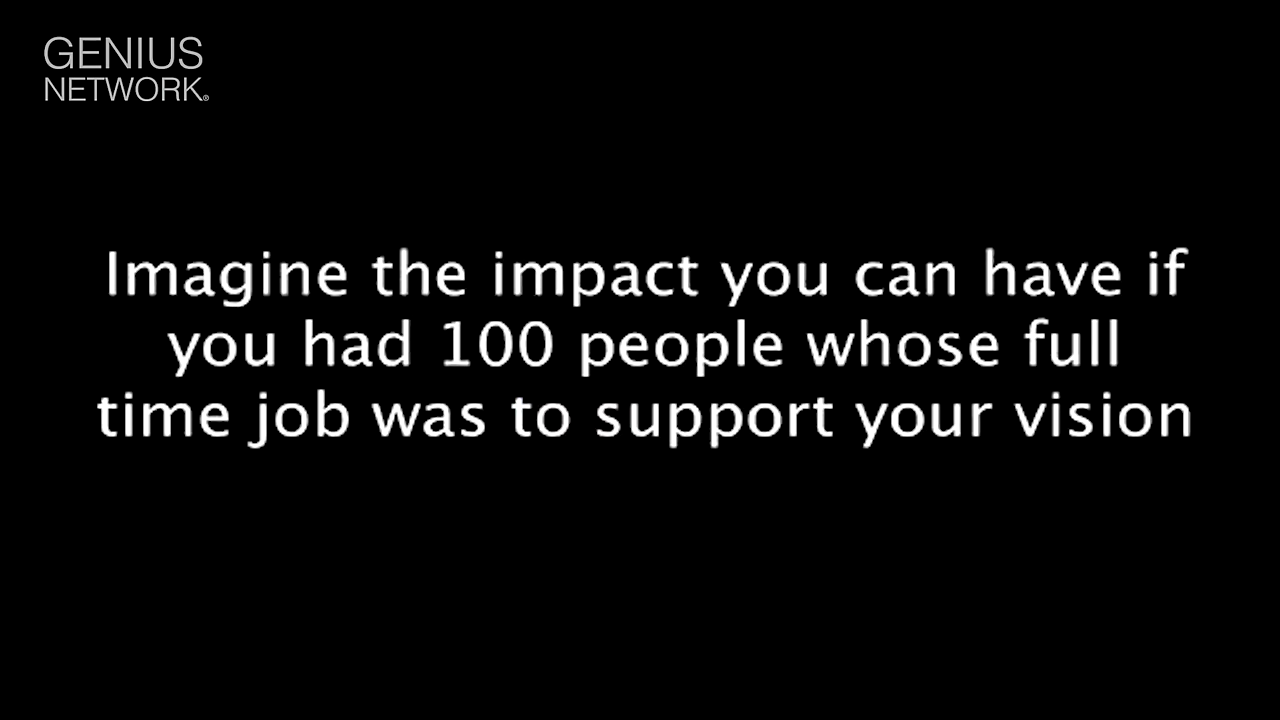 GENIUS
NETWORK®
Imagine the impact you can have if
you had 100 people whose full
time job was to support your vision